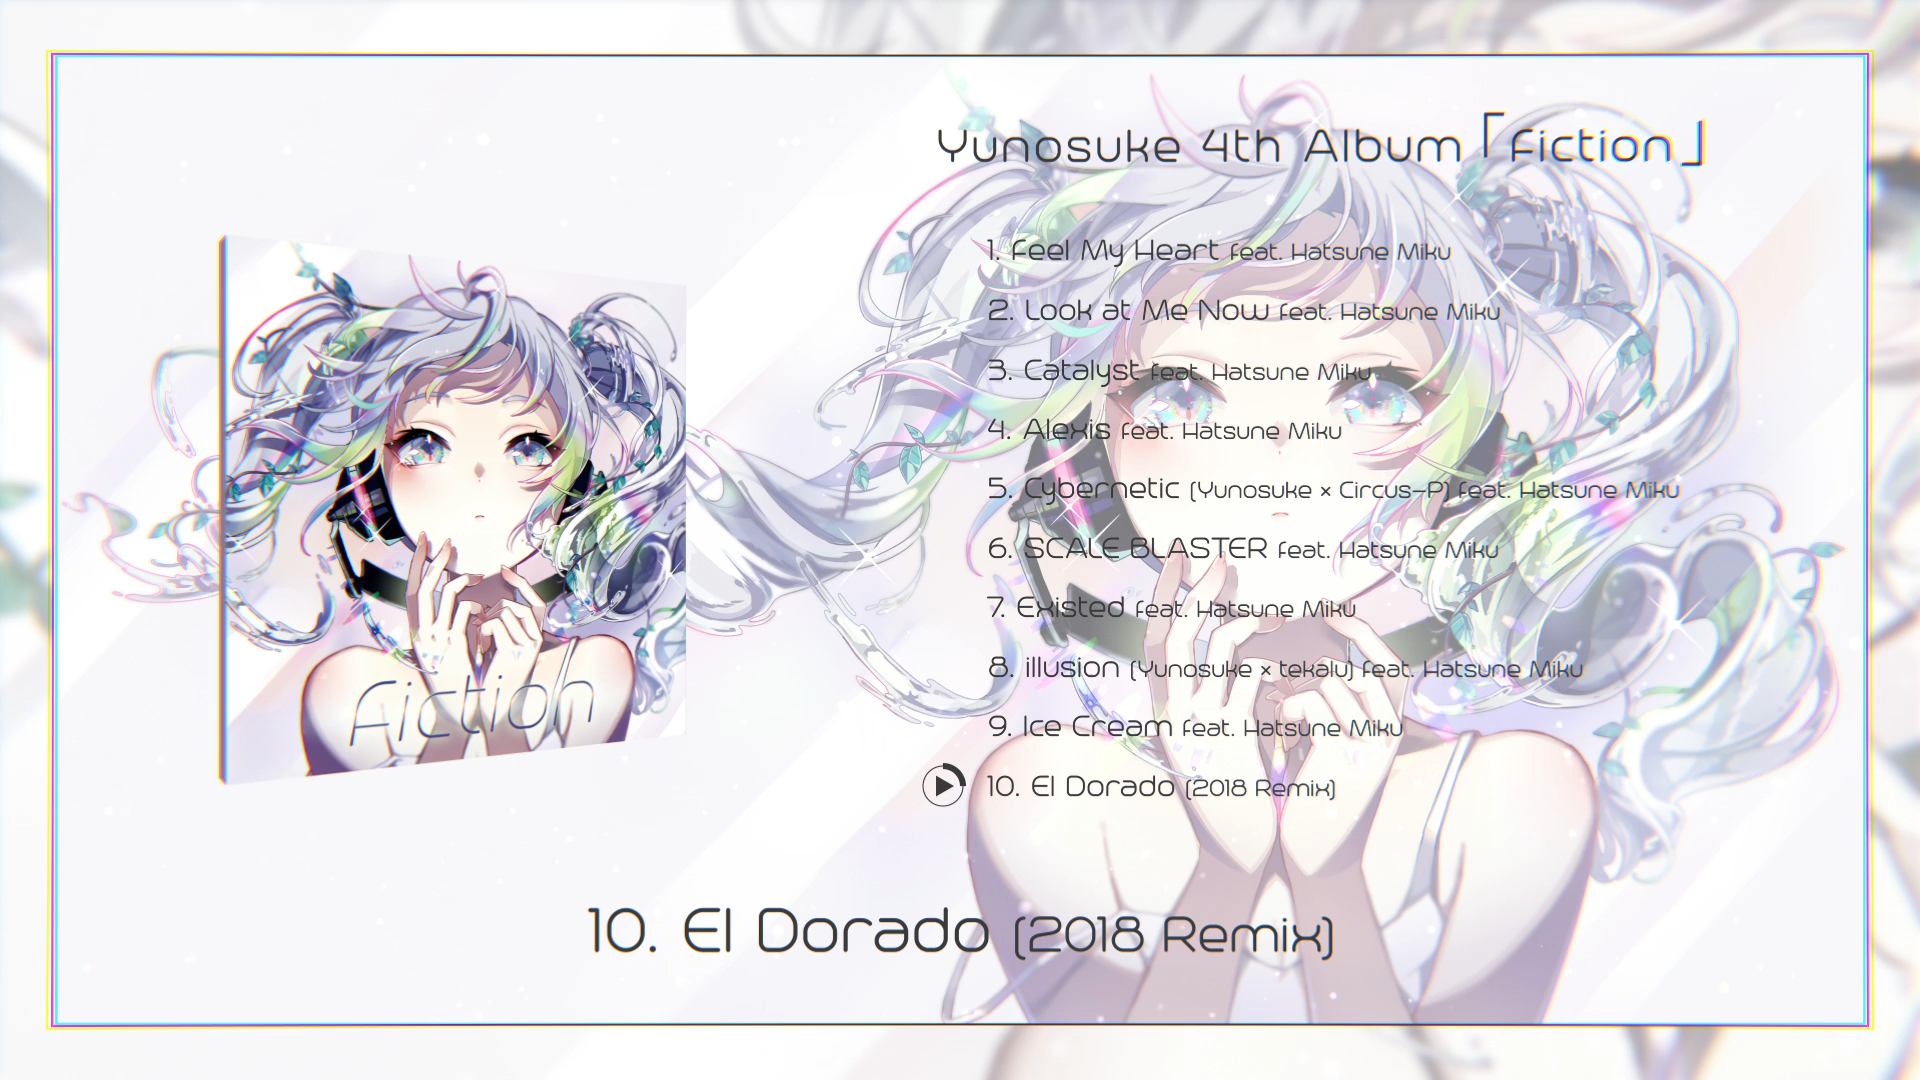 Yunosuke 4th Album「Fiction」
1. Feel My Heart feat. Hatsune Miku
2. Look at Me Now feat. Hatsune Miku
3. Catalyst feat. Hatsune Miku
4. Alexis feat. Hatsune Miku
5. Cybernetic (Yunosuke × Circus-P) feat. Hatsune Miku
6. SCALE BLASTER feat. Hatsune Miku
7. Existed feat. Hatsune Miku
8. illusion (Yunosuke × tekalu) feat. Hatsune Miku
9. Ice Cream feat. Hatsune Miku
10. El Dorado (2018 Remix)
Fiction
10. El Dorado (2018 Remix)